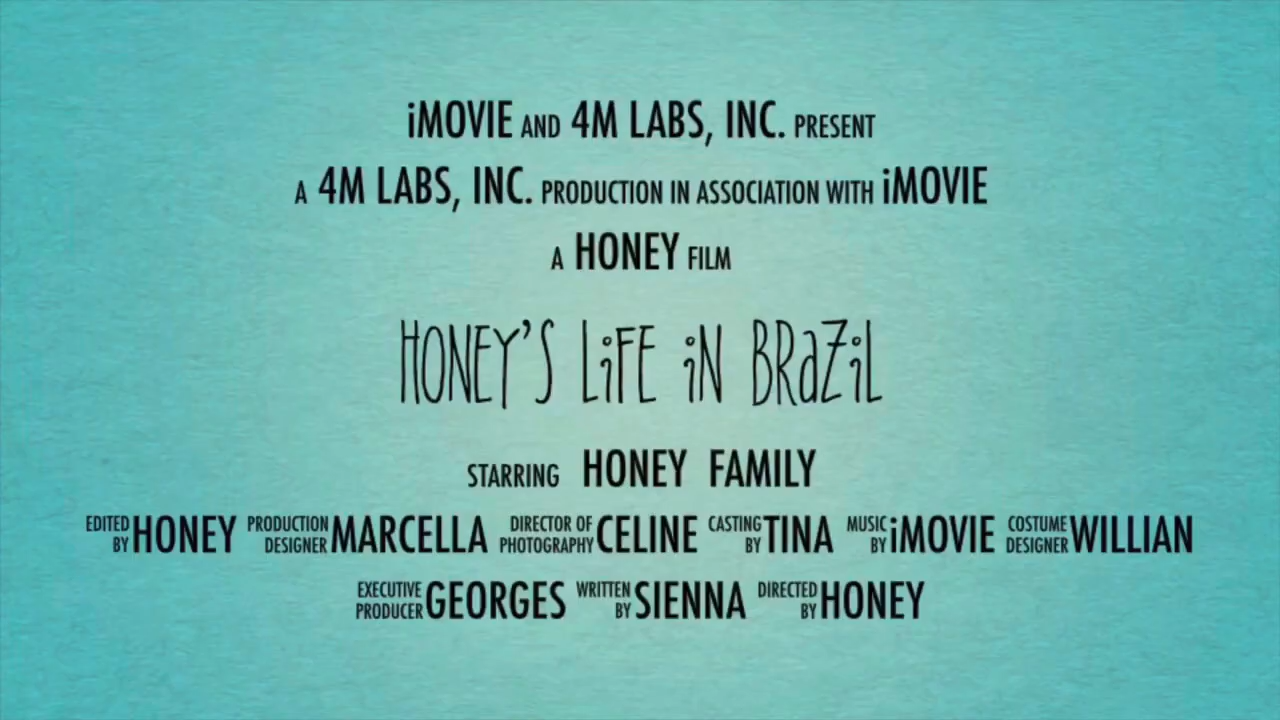 iMOVIE AND 4M LABS, INC. PRESENT
A 4M LABS, INC. PRODUCTION IN ASSOCIATION WITH iMOVIE
A HONEY FILM
HONEY'S LiFE iN BRaZiL
STARRING HONEY FAMILY
EDITED BY HONEY PRODUCTION DESIGNER MARCELLA DIRECTOR OF PHOTOGRAPHY CELINE CASTING BY TINA MUSIC BY iMOVIE COSTUME DESIGNER WILLIAN
EXECUTIVE PRODUCER GEORGES WRITTEN BY SIENNA DIRECTED BY HONEY